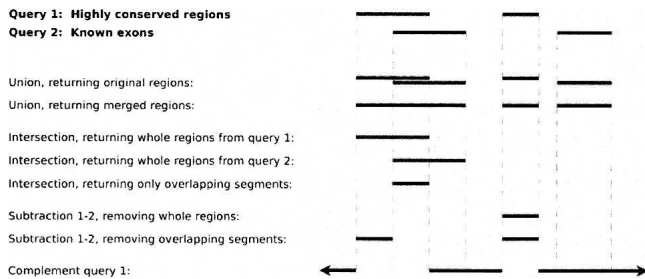 Query 1: Highly conserved regions
Query 2: Known exons
Union, returning original regions:
Union, returning merged regions:
Intersection, returning whole regions from query 1:
Intersection, returning whole regions from query 2:
Intersection, returning only overlapping segments:
Subtraction 1-2, removing whole regions:
Subtraction 1-2, removing overlapping segments:
Complement query 1: